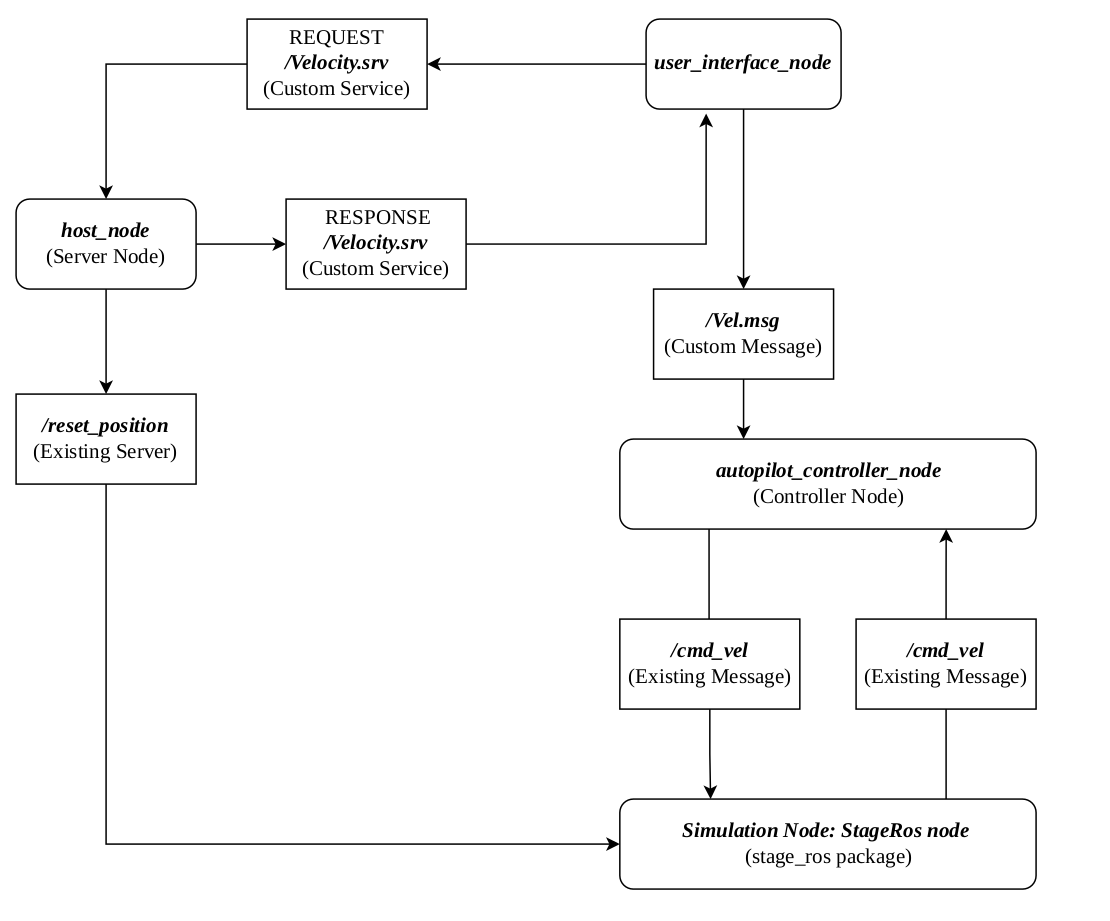 REQUEST
/Velocity.srv
(Custom Service)
user_interface_node
host_node
(Server Node)
RESPONSE
/Velocity.srv
(Custom Service)
/Vel.msg
(Custom Message)
/reset_position
(Existing Server)
autopilot_controller_node
(Controller Node)
/cmd_vel
(Existing Message)
/cmd_vel
(Existing Message)
Simulation Node: StageRos node
(stage_ros package)